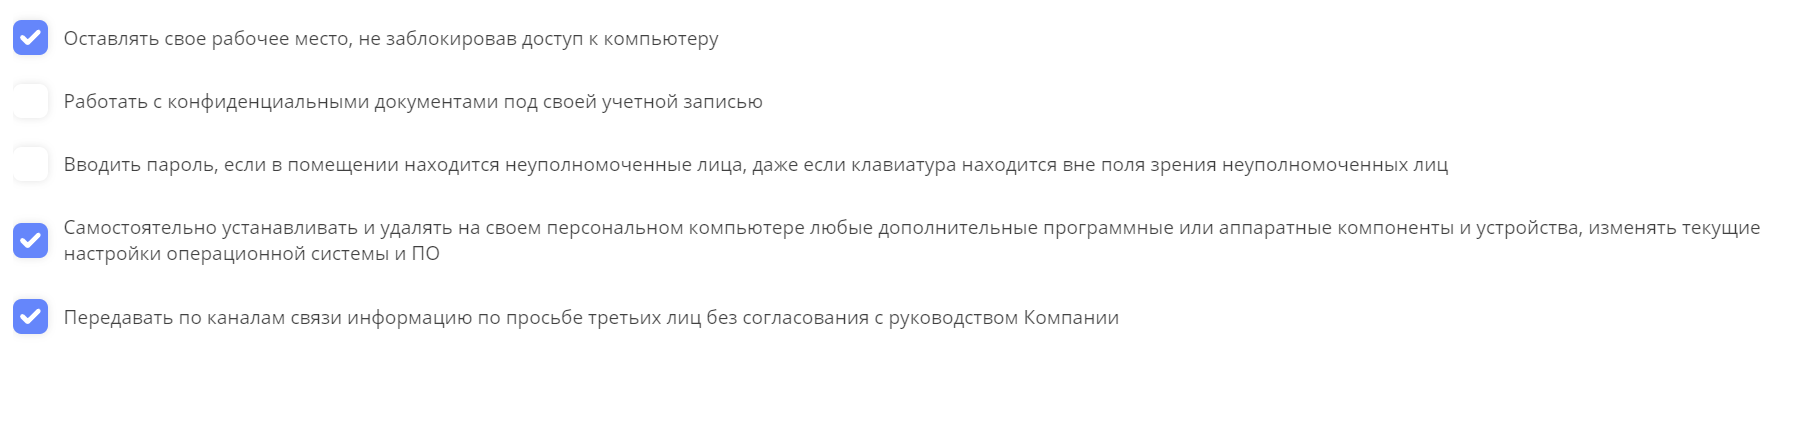 Оставлять свое рабочее место, не заблокировав доступ к компьютеру
Работать с конфиденциальными документами под своей учетной записью
Вводить пароль, если в помещении находится неуполномоченные лица, даже если клавиатура находится вне поля зрения неуполномоченных лиц
Самостоятельно устанавливать и удалять на своем персональном компьютере любые дополнительные программные или аппаратные компоненты и устройства, изменять текущие
настройки операционной системы и ПО
Передавать по каналам связи информацию по просьбе третьих лиц без согласования с руководством Компании